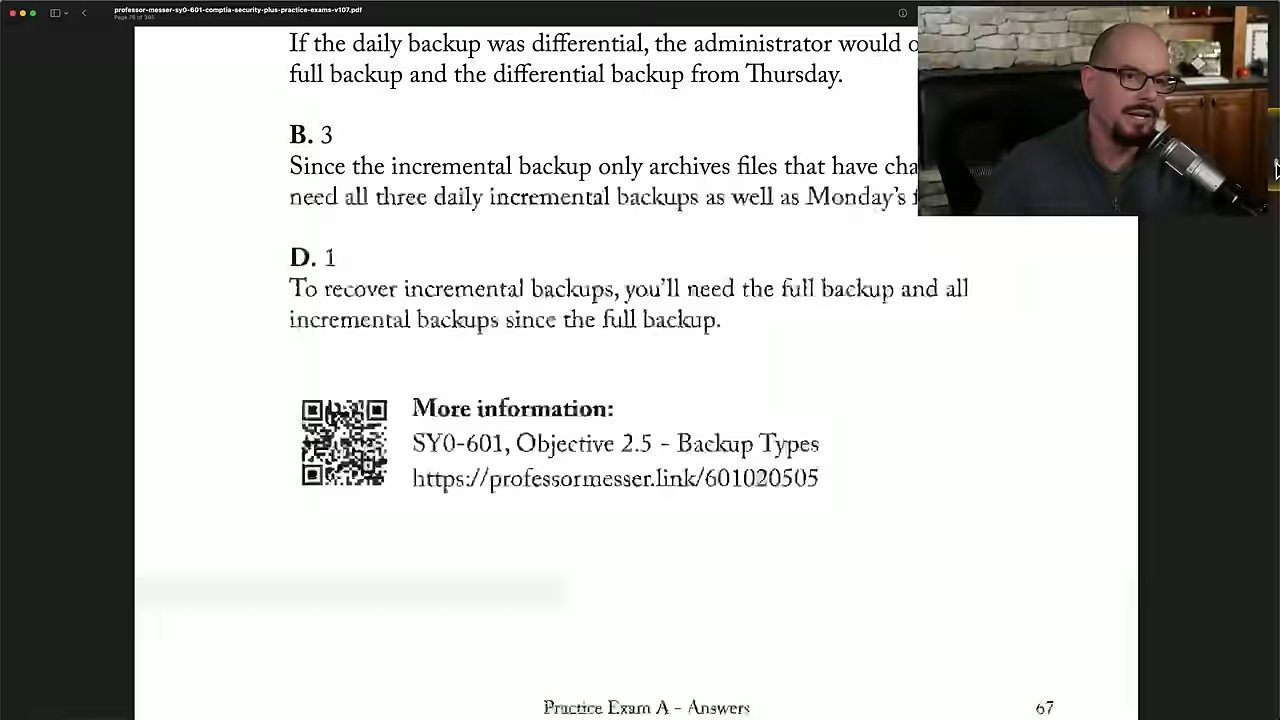 professor-messer-sy0-601-comptia-security-plus-practice-exams-v107.pdf
Page 76 of 395
If the daily backup was differential, the administrator would
full backup and the differential backup from Thursday.
B. 3
Since the incremental backup only archives files that have
need all three daily incremental backups as well as Monday's
D. 1
To recover incremental backups, you'll need the full backup and all
incremental backups since the full backup.
More information:
SY0-601, Objective 2.5 - Backup Types
https://professormesser.link/601020505
Practice Exam A - Answers
67